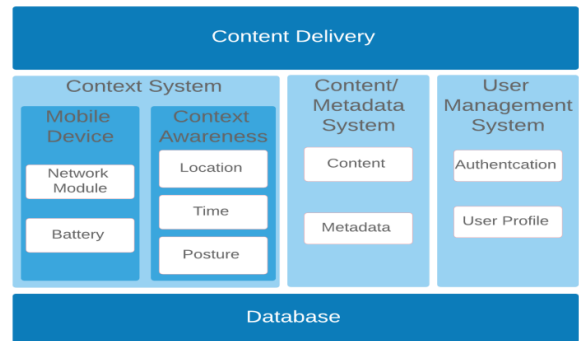 Content Delivery
Context System
Mobile
Device
Network
Module
Battery
Context
Awareness
Location
Time
Posture
Content/
Metadata
System
Content
Metadata
User
Management
System
Authentcation
User Profile
Database